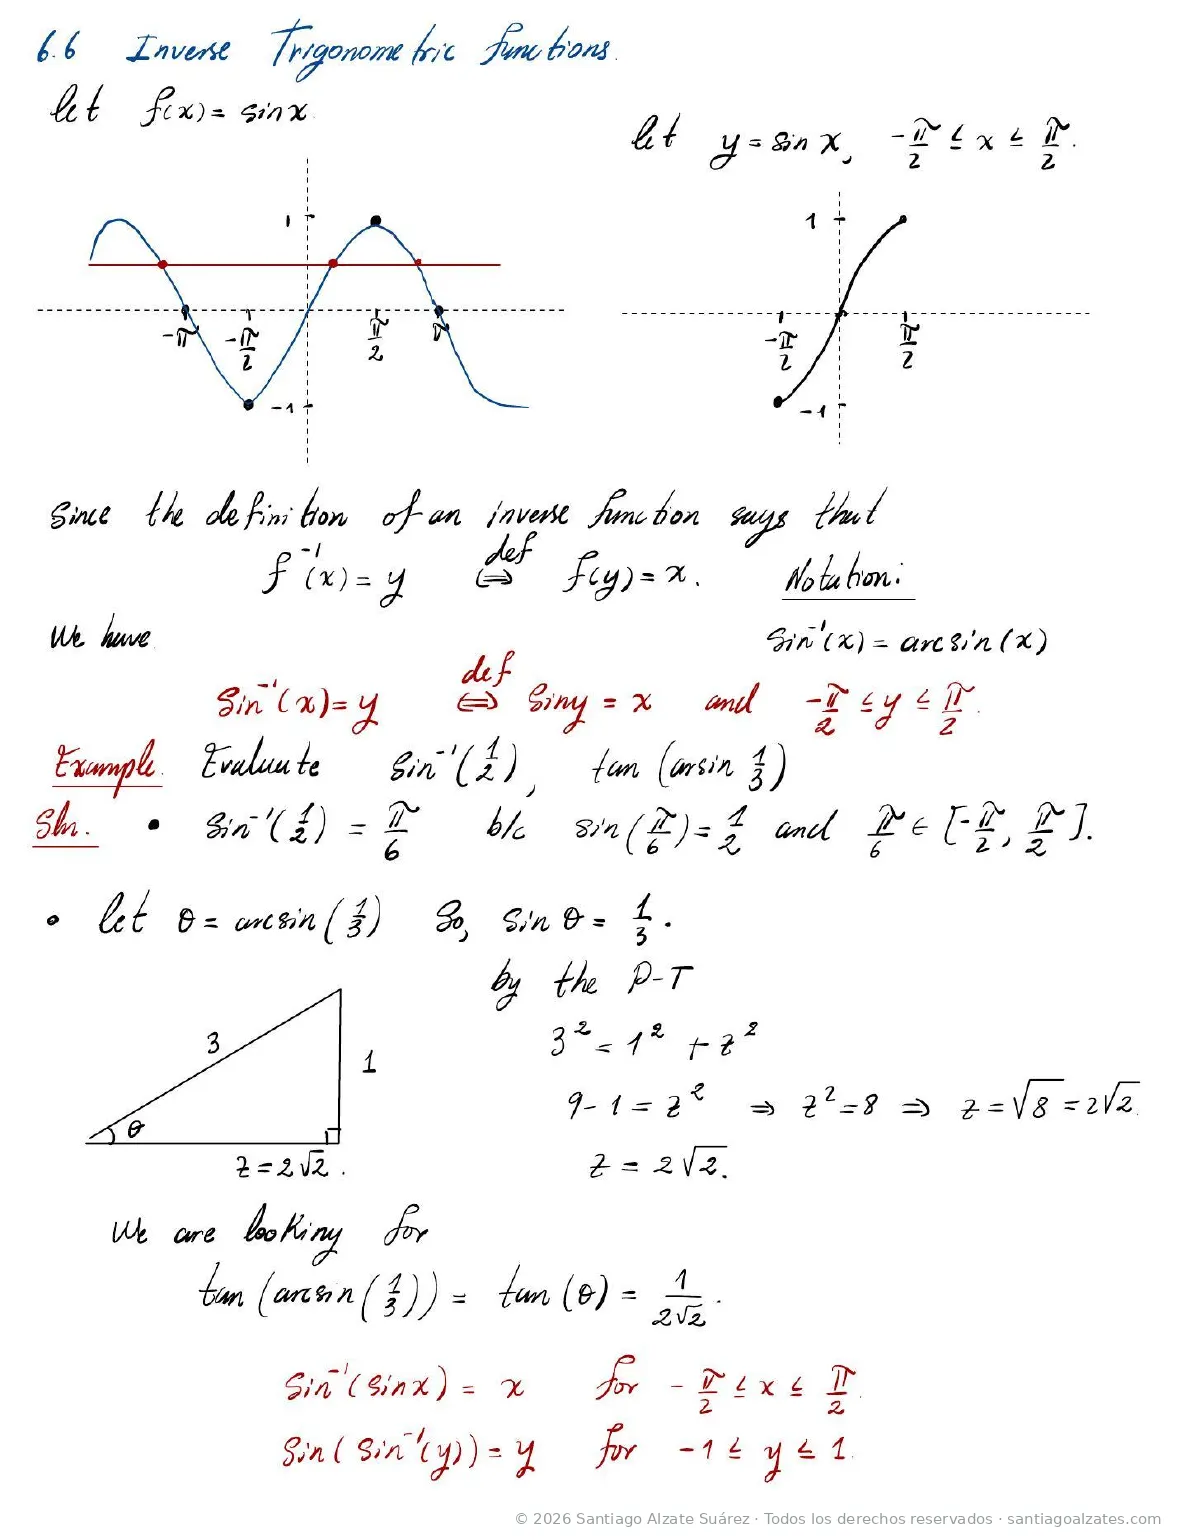 6.6 Inverse Trigonometric functions.
let f(x) = sin x.
let y = sin x, -π/2 ≤ x ≤ π/2.
1
-π -π/2 π/2 π
-1
1
-π/2 π/2
-1
Since the definition of an inverse function says that
f⁻¹(x) = y ⇔ def f(y) = x. Notation:
We have sin⁻¹(x) = arcsin(x)
sin⁻¹(x) = y ⇔ def sin y = x and -π/2 ≤ y ≤ π/2.
Example. Evaluate sin⁻¹(1/2), tan (arsin 1/3)
Sln. • sin⁻¹(1/2) = π/6 b/c sin(π/6) = 1/2 and π/6 ∈ [-π/2, π/2].
• let θ = arcsin(1/3) So, sin θ = 1/3.
by the P-T
3² = 1² + z²
9 - 1 = z² ⇒ z² = 8 ⇒ z = √8 = 2√2.
z = 2√2.
3
1
θ
z = 2√2.
We are looking for
tan (arcsin(1/3)) = tan(θ) = 1/2√2.
sin⁻¹(sin x) = x for -π/2 ≤ x ≤ π/2.
sin(sin⁻¹(y)) = y for -1 ≤ y ≤ 1.
© 2026 Santiago Alzate Suárez · Todos los derechos reservados · santiagoalzates.com